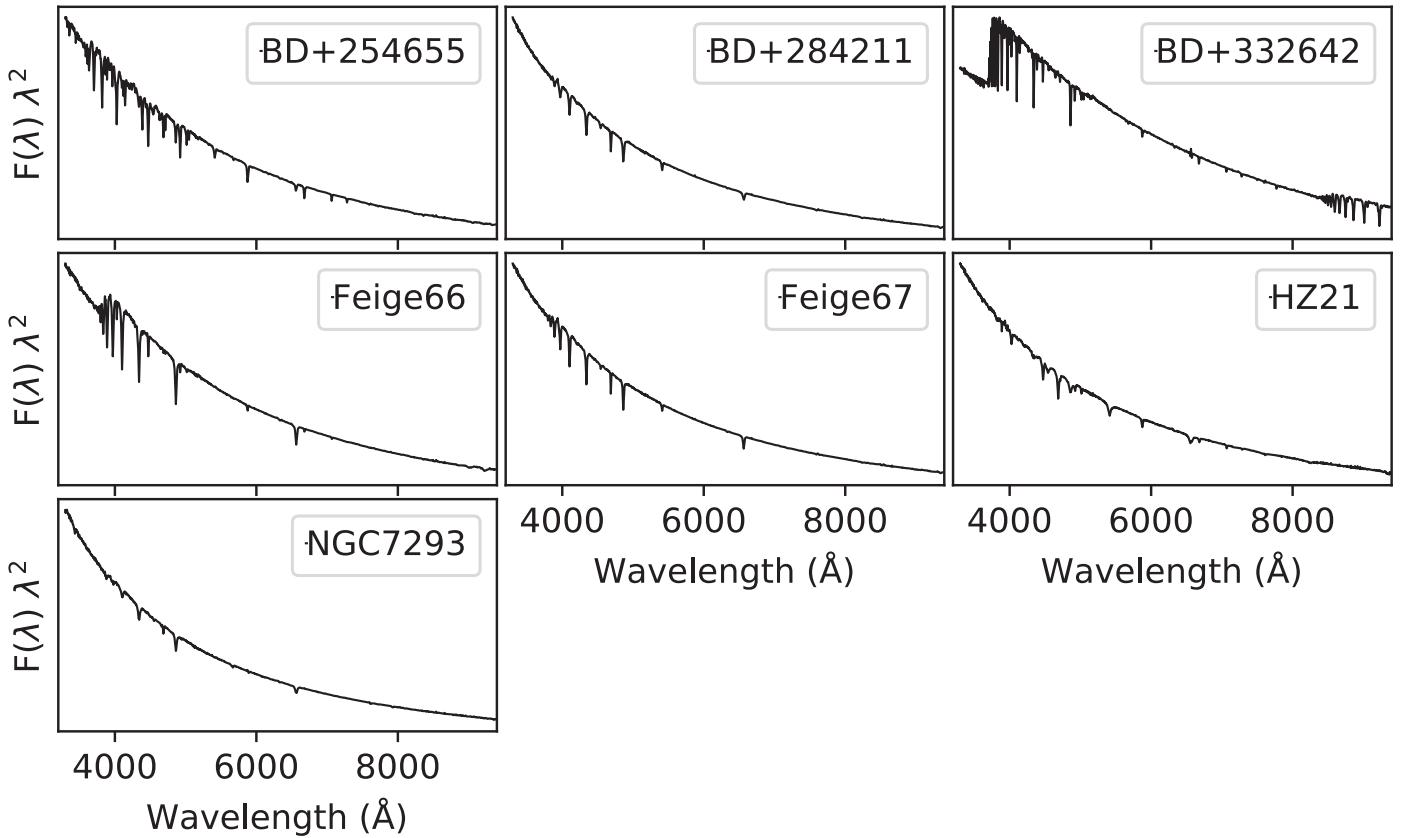 F(λ) λ²
BD+254655
BD+284211
BD+332642
F(λ) λ²
Feige66
Feige67
HZ21
4000 6000 8000
4000 6000 8000
Wavelength (Å)
Wavelength (Å)
F(λ) λ²
NGC7293
4000 6000 8000
Wavelength (Å)